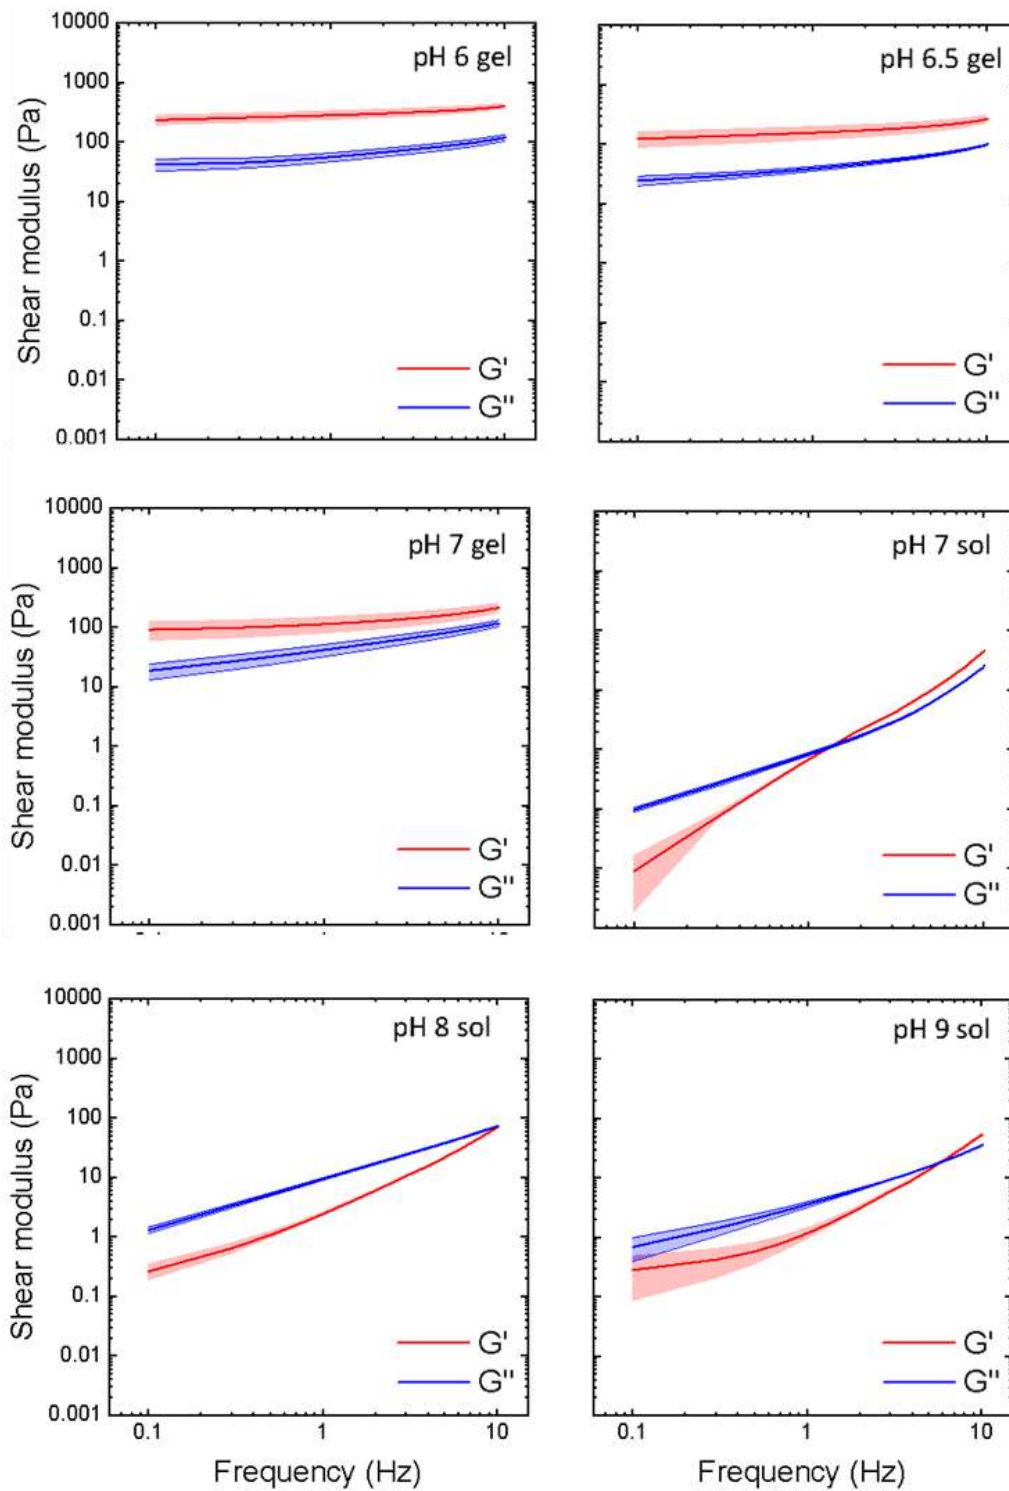 10000
1000
100
10
1
0.1
0.01
0.001
Shear modulus (Pa)
pH 6 gel
G'
G"
pH 6.5 gel
G'
G"
10000
1000
100
10
1
0.1
0.01
0.001
Shear modulus (Pa)
pH 7 gel
G'
G"
pH 7 sol
G'
G"
10000
1000
100
10
1
0.1
0.01
0.001
Shear modulus (Pa)
pH 8 sol
G'
G"
0.1 1 10
Frequency (Hz)
pH 9 sol
G'
G"
0.1 1 10
Frequency (Hz)